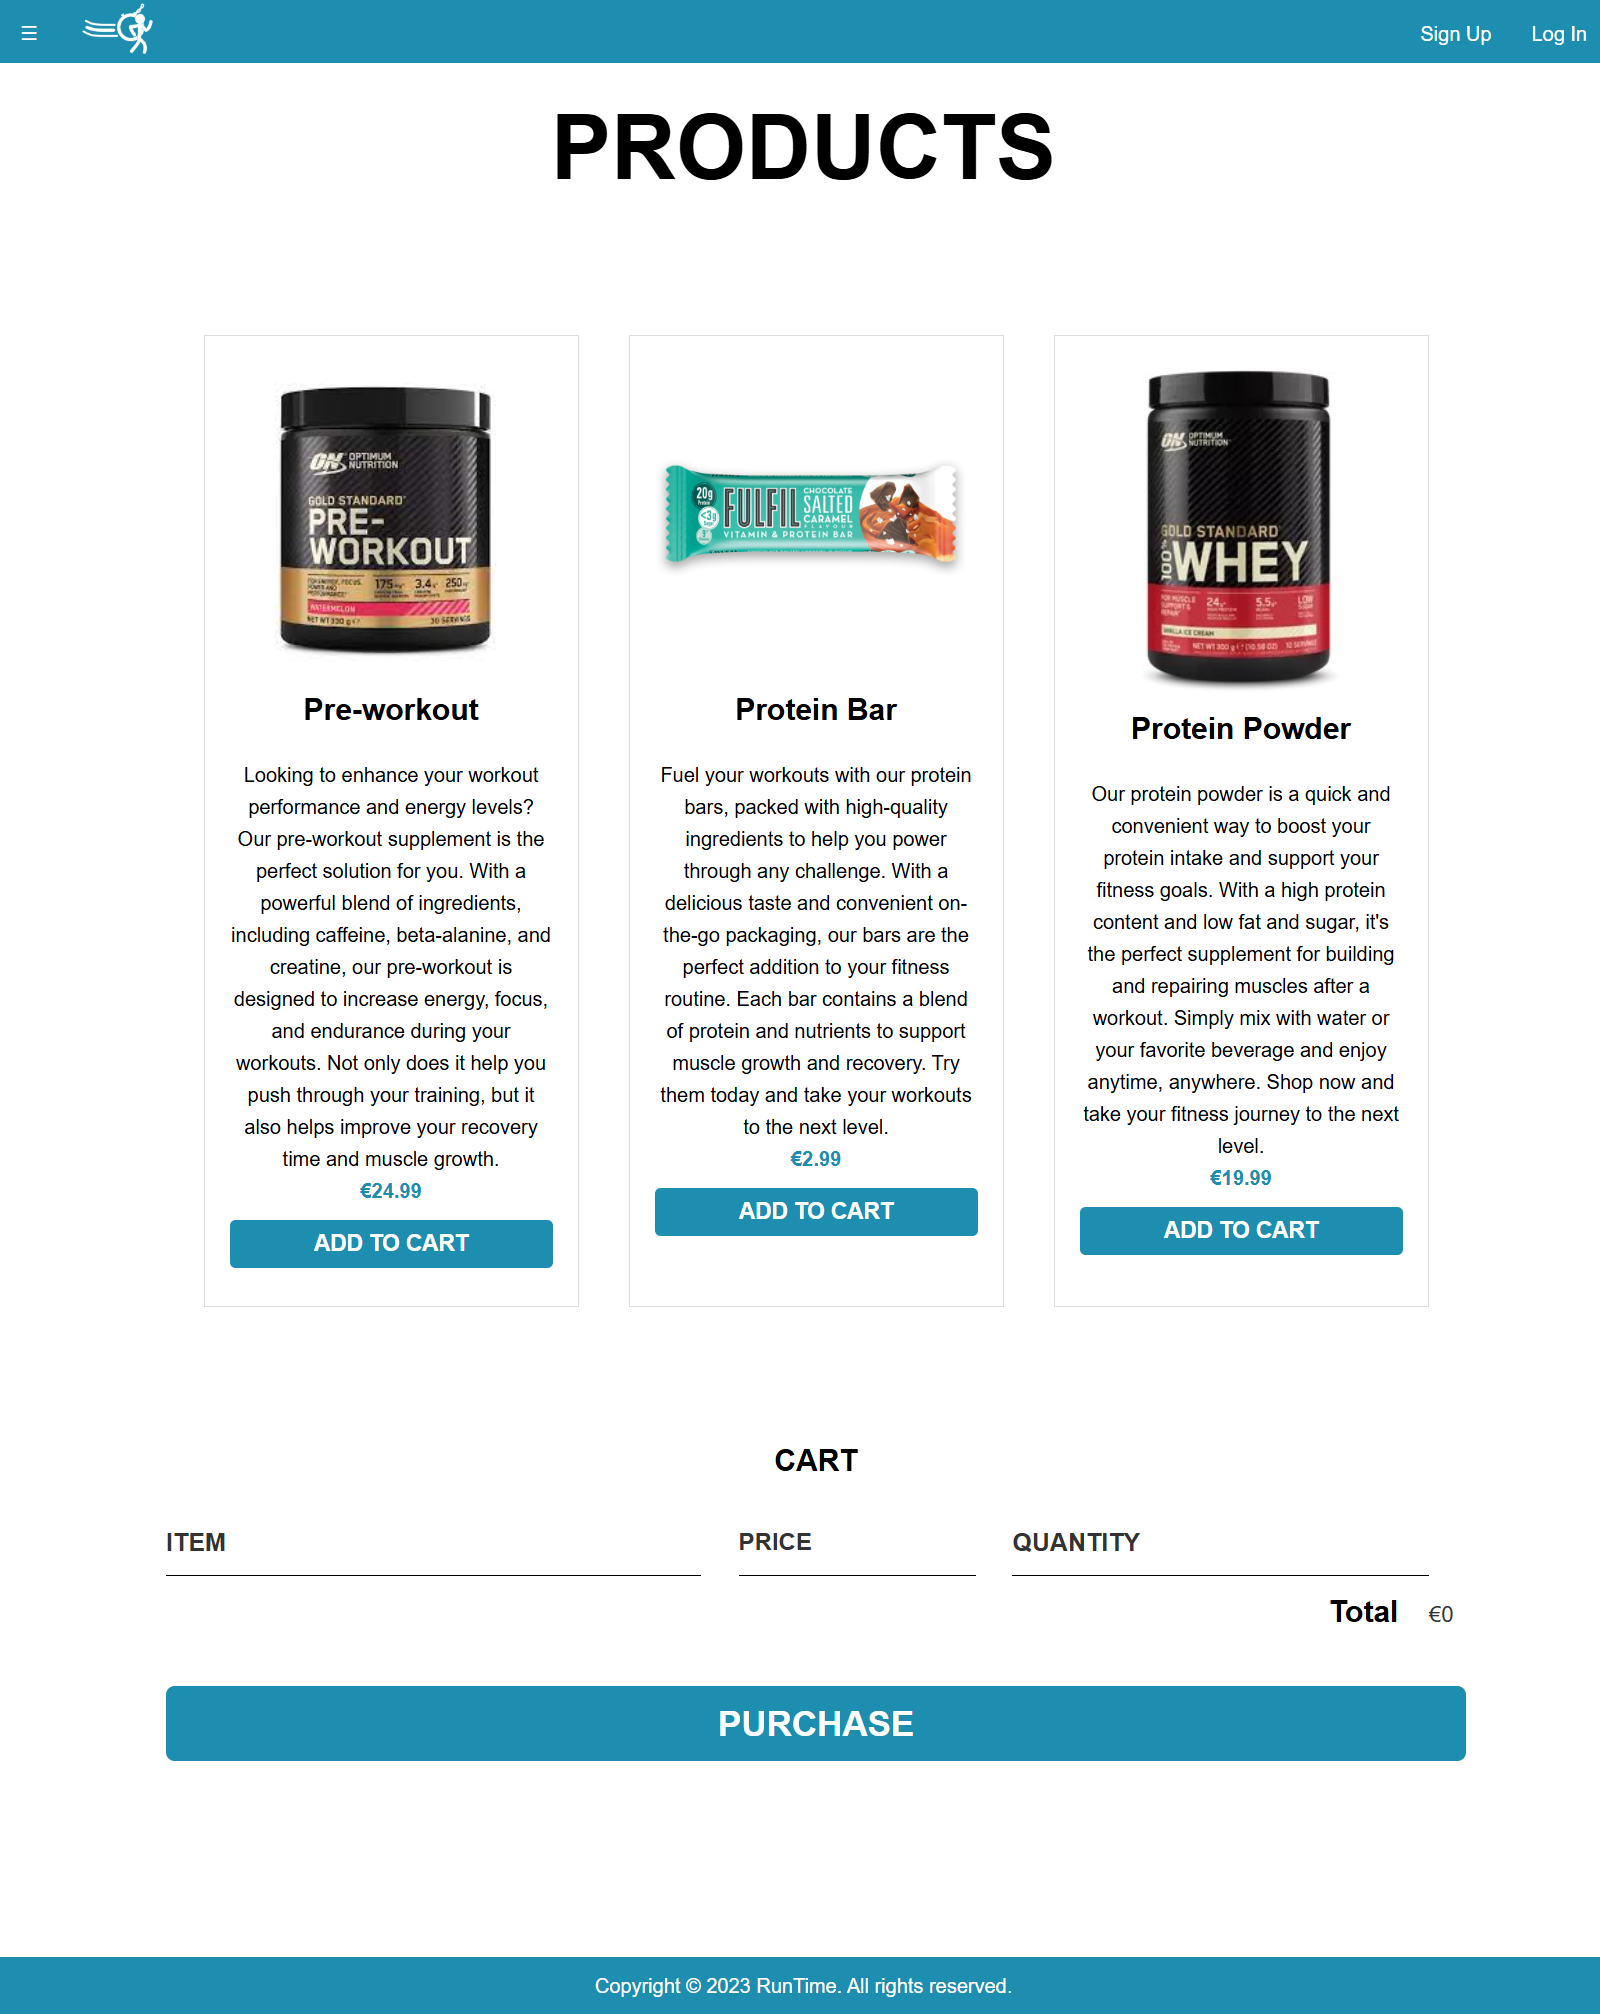 ☰
Sign Up
Log In
PRODUCTS
ON OPTIMUM
NUTRITION
GOLD STANDARD
PRE-
WORKOUT
175
3.4
250
WATERMELON
NET WT 330 g
30 SERVINGS
Pre-workout
Looking to enhance your workout
performance and energy levels?
Our pre-workout supplement is the
perfect solution for you. With a
powerful blend of ingredients,
including caffeine, beta-alanine, and
creatine, our pre-workout is
designed to increase energy, focus,
and endurance during your
workouts. Not only does it help you
push through your training, but it
also helps improve your recovery
time and muscle growth.
€24.99
ADD TO CART
20g
Protein
FULFIL
CHOCOLATE
SALTED
CARAMEL
FLAVOUR
VITAMIN & PROTEIN BAR
Protein Bar
Fuel your workouts with our protein
bars, packed with high-quality
ingredients to help you power
through any challenge. With a
delicious taste and convenient on-
the-go packaging, our bars are the
perfect addition to your fitness
routine. Each bar contains a blend
of protein and nutrients to support
muscle growth and recovery. Try
them today and take your workouts
to the next level.
€2.99
ADD TO CART
ON OPTIMUM
NUTRITION
GOLD STANDARD
100% WHEY
FOR MUSCLE
SUPPORT &
REPAIR
24g
5.5g
LOW
SUGAR
VANILLA ICE CREAM
NET WT 300 g (10.58 OZ)
10 SERVINGS
Protein Powder
Our protein powder is a quick and
convenient way to boost your
protein intake and support your
fitness goals. With a high protein
content and low fat and sugar, it's
the perfect supplement for building
and repairing muscles after a
workout. Simply mix with water or
your favorite beverage and enjoy
anytime, anywhere. Shop now and
take your fitness journey to the next
level.
€19.99
ADD TO CART
CART
ITEM
PRICE
QUANTITY
Total
€0
PURCHASE
Copyright © 2023 RunTime. All rights reserved.